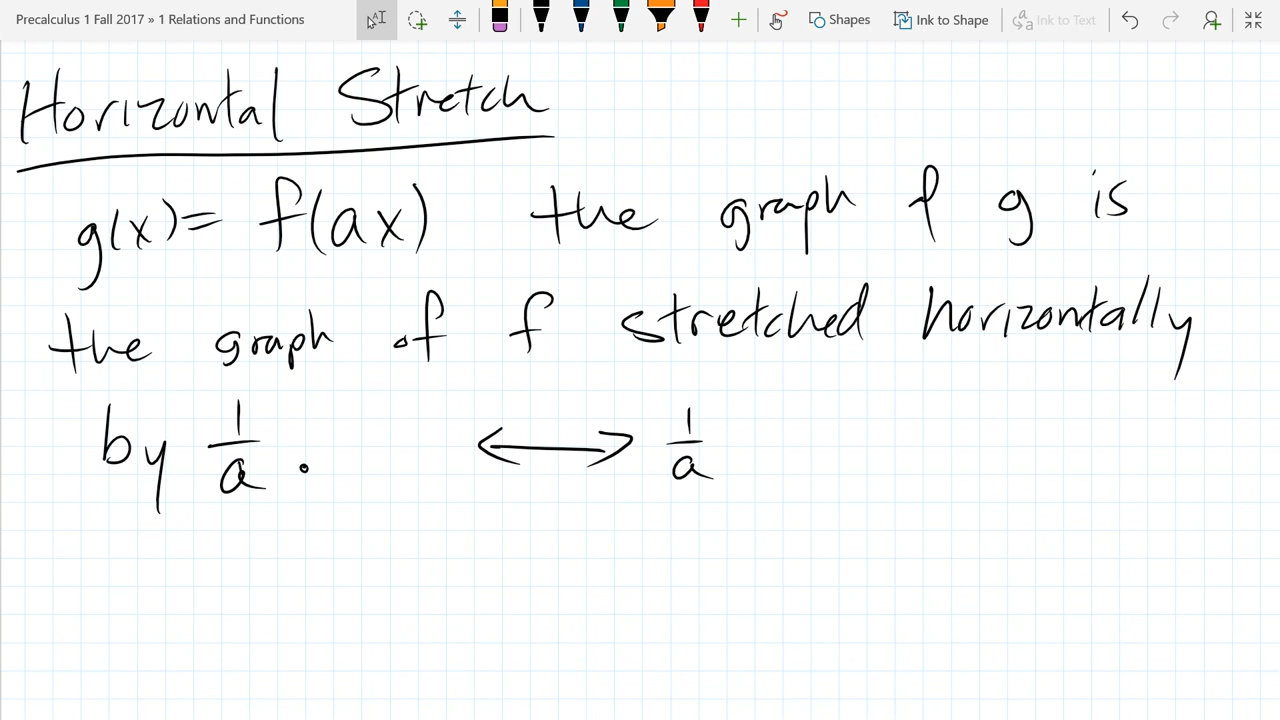 Precalculus 1 Fall 2017 » 1 Relations and Functions Shapes Ink to Shape Ink to Text
Horizontal Stretch
g(x) = f(ax) the graph of g is
the graph of f stretched horizontally
by 1/a. ↔ 1/a